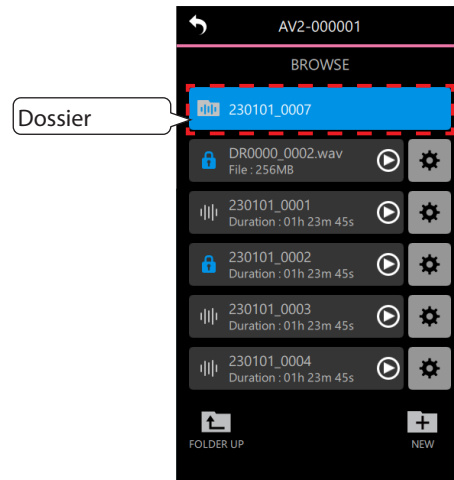 AV2-000001
BROWSE
Dossier
230101_0007
DR0000_0002.wav
File : 256MB
230101_0001
Duration : 01h 23m 45s
230101_0002
Duration : 01h 23m 45s
230101_0003
Duration : 01h 23m 45s
230101_0004
Duration : 01h 23m 45s
FOLDER UP
NEW